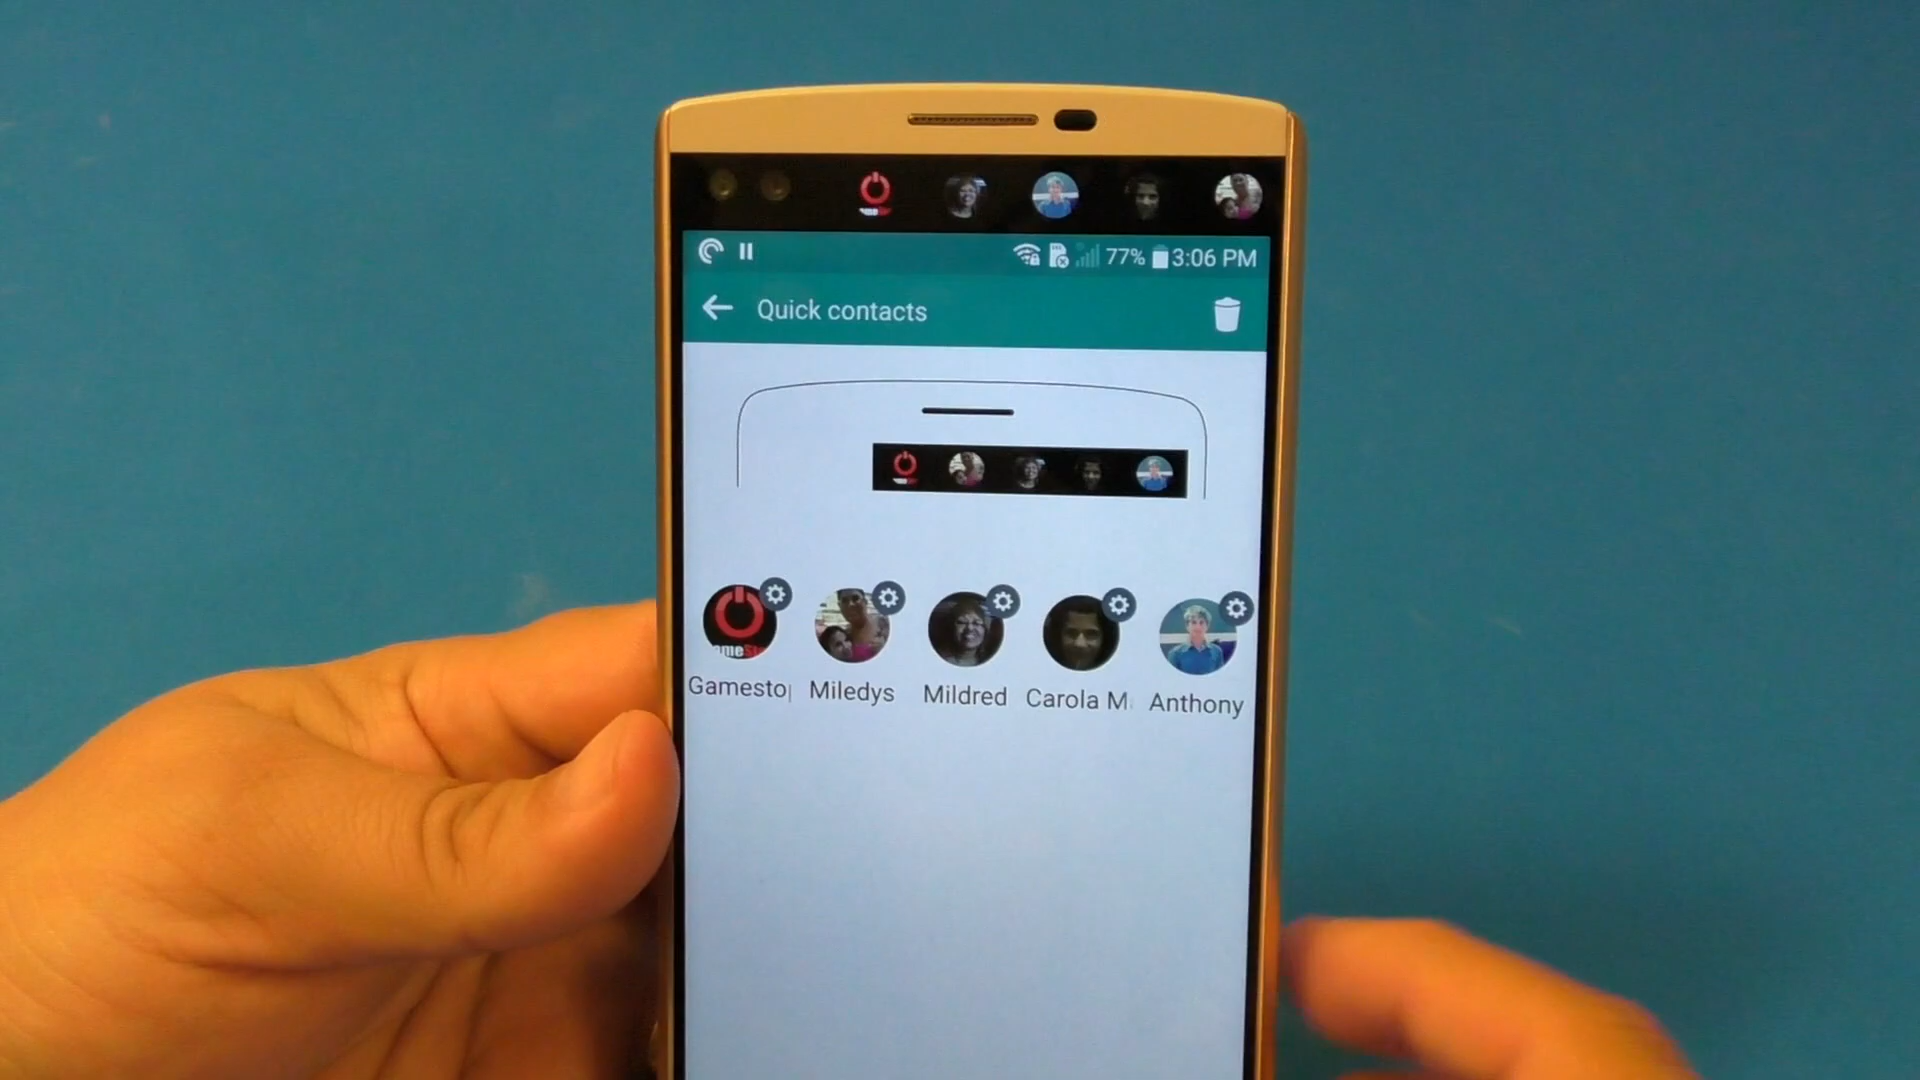 77% 3:06 PM
Quick contacts
Gamesto
Miledys
Mildred
Carola M
Anthony